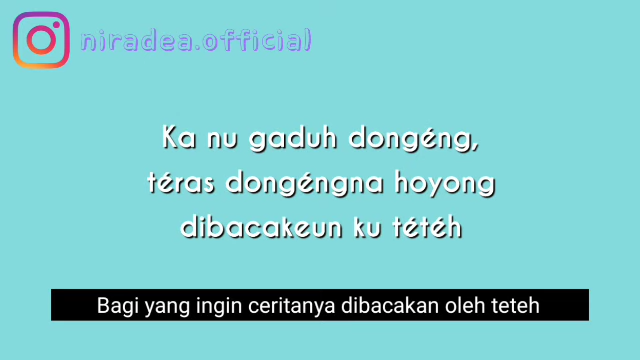 niradea.official
Ka nu gaduh dongéng,
téras dongéngna hoyong
dibacakeun ku tétéh
Bagi yang ingin ceritanya dibacakan oleh teteh